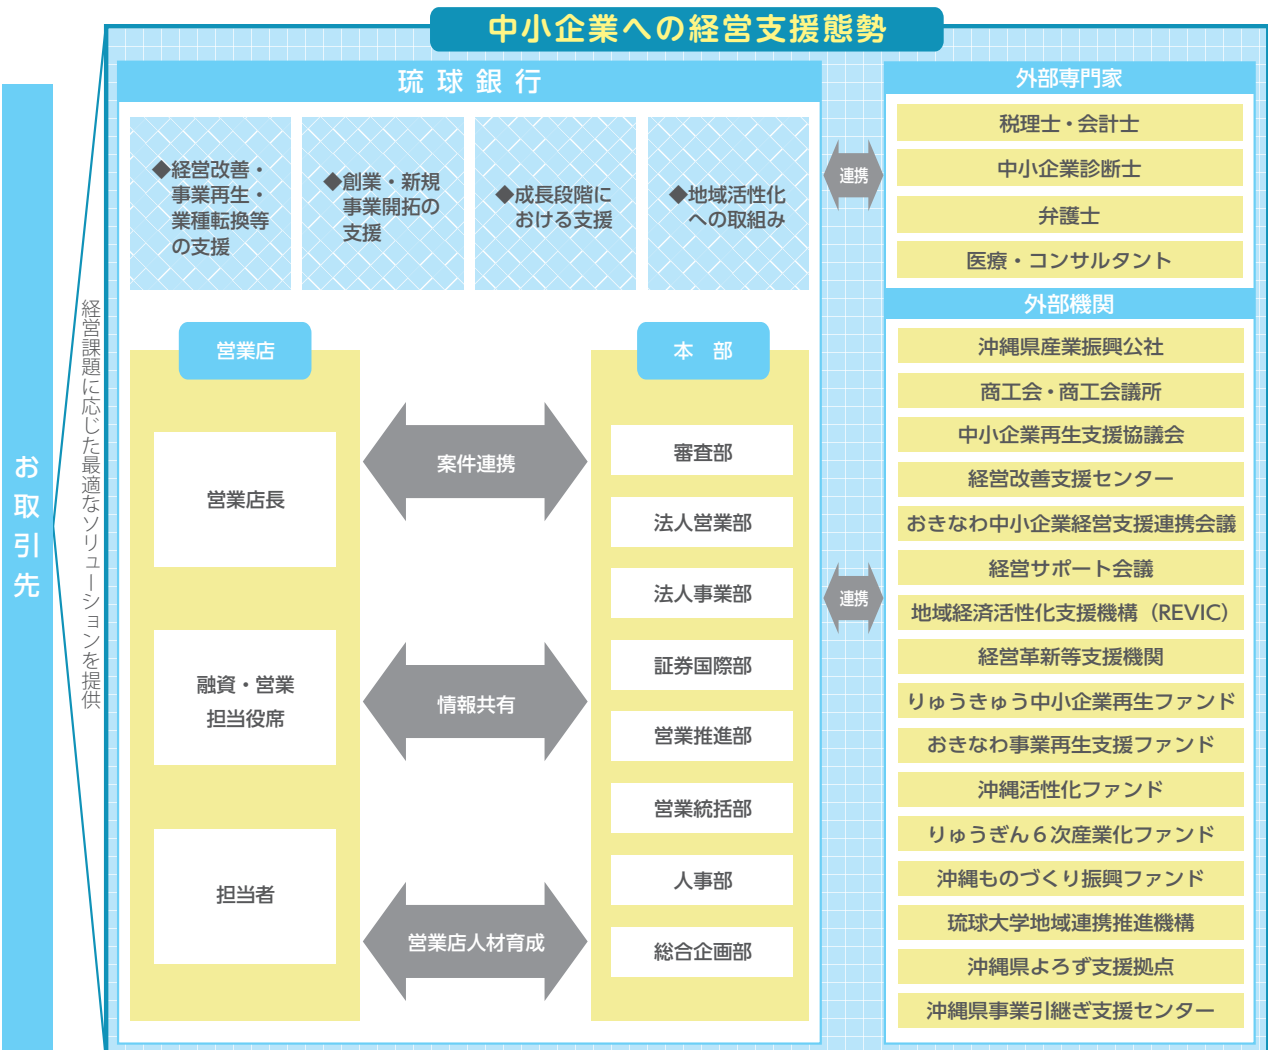 中小企業への経営支援態勢
お取引先
経営課題に応じた最適なソリューションを提供
琉球銀行
◆経営改善・
事業再生・
業種転換等
の支援
◆創業・新規
事業開拓の
支援
◆成長段階に
おける支援
◆地域活性化
への取組み
営業店
営業店長
融資・営業
担当役席
担当者
案件連携
情報共有
営業店人材育成
本部
審査部
法人営業部
法人事業部
証券国際部
営業推進部
営業統括部
人事部
総合企画部
連携
連携
外部専門家
税理士・会計士
中小企業診断士
弁護士
医療・コンサルタント
外部機関
沖縄県産業振興公社
商工会・商工会議所
中小企業再生支援協議会
経営改善支援センター
おきなわ中小企業経営支援連携会議
経営サポート会議
地域経済活性化支援機構（REVIC）
経営革新等支援機関
りゅうきゅう中小企業再生ファンド
おきなわ事業再生支援ファンド
沖縄活性化ファンド
りゅうぎん６次産業化ファンド
沖縄ものづくり振興ファンド
琉球大学地域連携推進機構
沖縄県よろず支援拠点
沖縄県事業引継ぎ支援センター